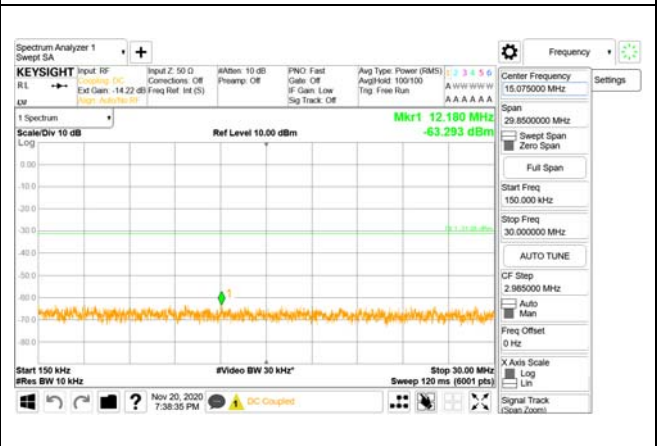 Spectrum Analyzer 1
Swept SA
+
Frequency
KEYSIGHT
RL
Input: RF
Coupling: DC
Ext Gain: -14.22 dB
Align: Auto/No RF
Input Z: 50 Ω
Corrections: Off
Freq Ref: Int (S)
#Atten: 10 dB
Preamp: Off
PNO: Fast
Gate: Off
IF Gain: Low
Sig Track: Off
Avg Type: Power (RMS)
Avg|Hold: 100/100
Trig: Free Run
1 2 3 4 5 6
A W W W W W
A A A A A A
Center Frequency
15.075000 MHz
Settings
1 Spectrum
Scale/Div 10 dB
Ref Level 10.00 dBm
Mkr1 12.180 MHz
-63.293 dBm
Log
0.00
-10.0
-20.0
-30.0
-40.0
-50.0
-60.0
-70.0
-80.0
1
Span
29.8500000 MHz
Swept Span
Zero Span
Full Span
Start Freq
150.000 kHz
Stop Freq
30.000000 MHz
AUTO TUNE
CF Step
2.985000 MHz
Auto
Man
Freq Offset
0 Hz
X Axis Scale
Log
Lin
Signal Track
(Span Zoom)
Start 150 kHz
#Res BW 10 kHz
#Video BW 30 kHz*
Stop 30.00 MHz
Sweep 120 ms (6001 pts)
?
Nov 20, 2020
7:38:35 PM
DC Coupled